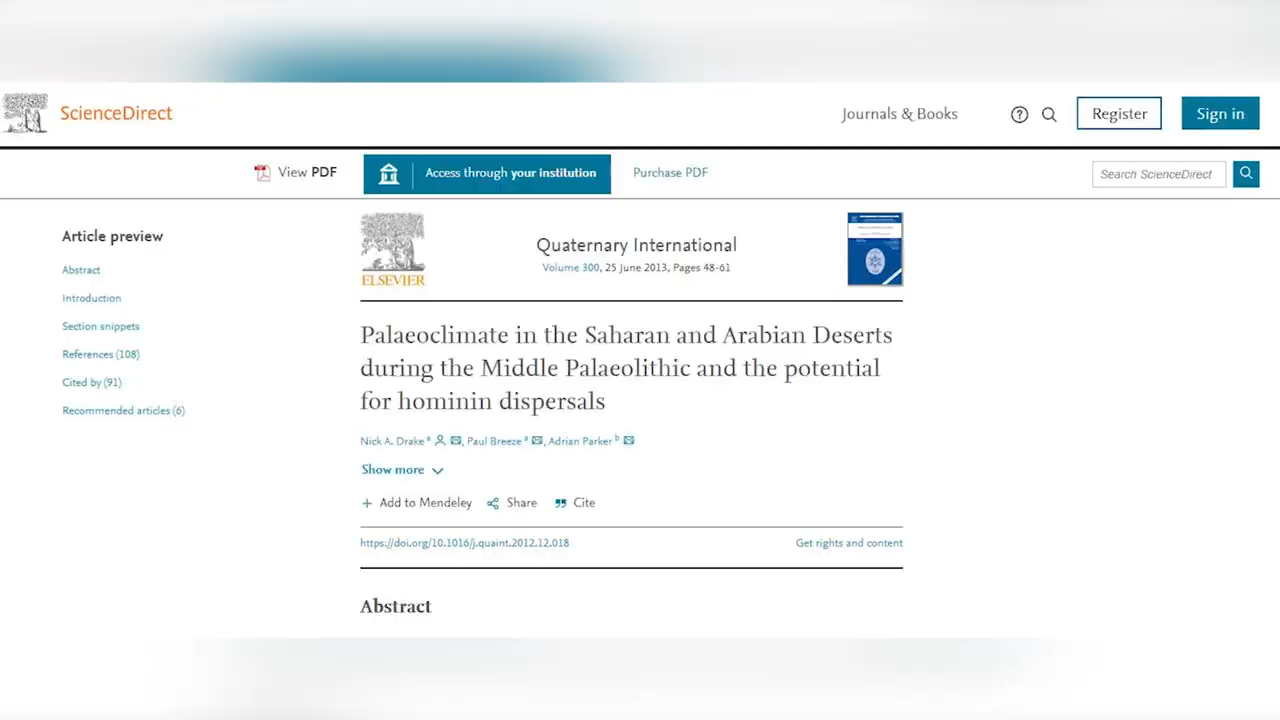 ScienceDirect
Journals & Books
Register
Sign in
View PDF
Access through your institution
Purchase PDF
Search ScienceDirect
Article preview
Abstract
Introduction
Section snippets
References (108)
Cited by (91)
Recommended articles (6)
ELSEVIER
Quaternary International
Volume 300, 25 June 2013, Pages 48-61
Palaeoclimate in the Saharan and Arabian Deserts
during the Middle Palaeolithic and the potential
for hominin dispersals
Nick A. Drake a, Paul Breeze a, Adrian Parker b
Show more
+ Add to Mendeley Share Cite
https://doi.org/10.1016/j.quaint.2012.12.018
Get rights and content
Abstract